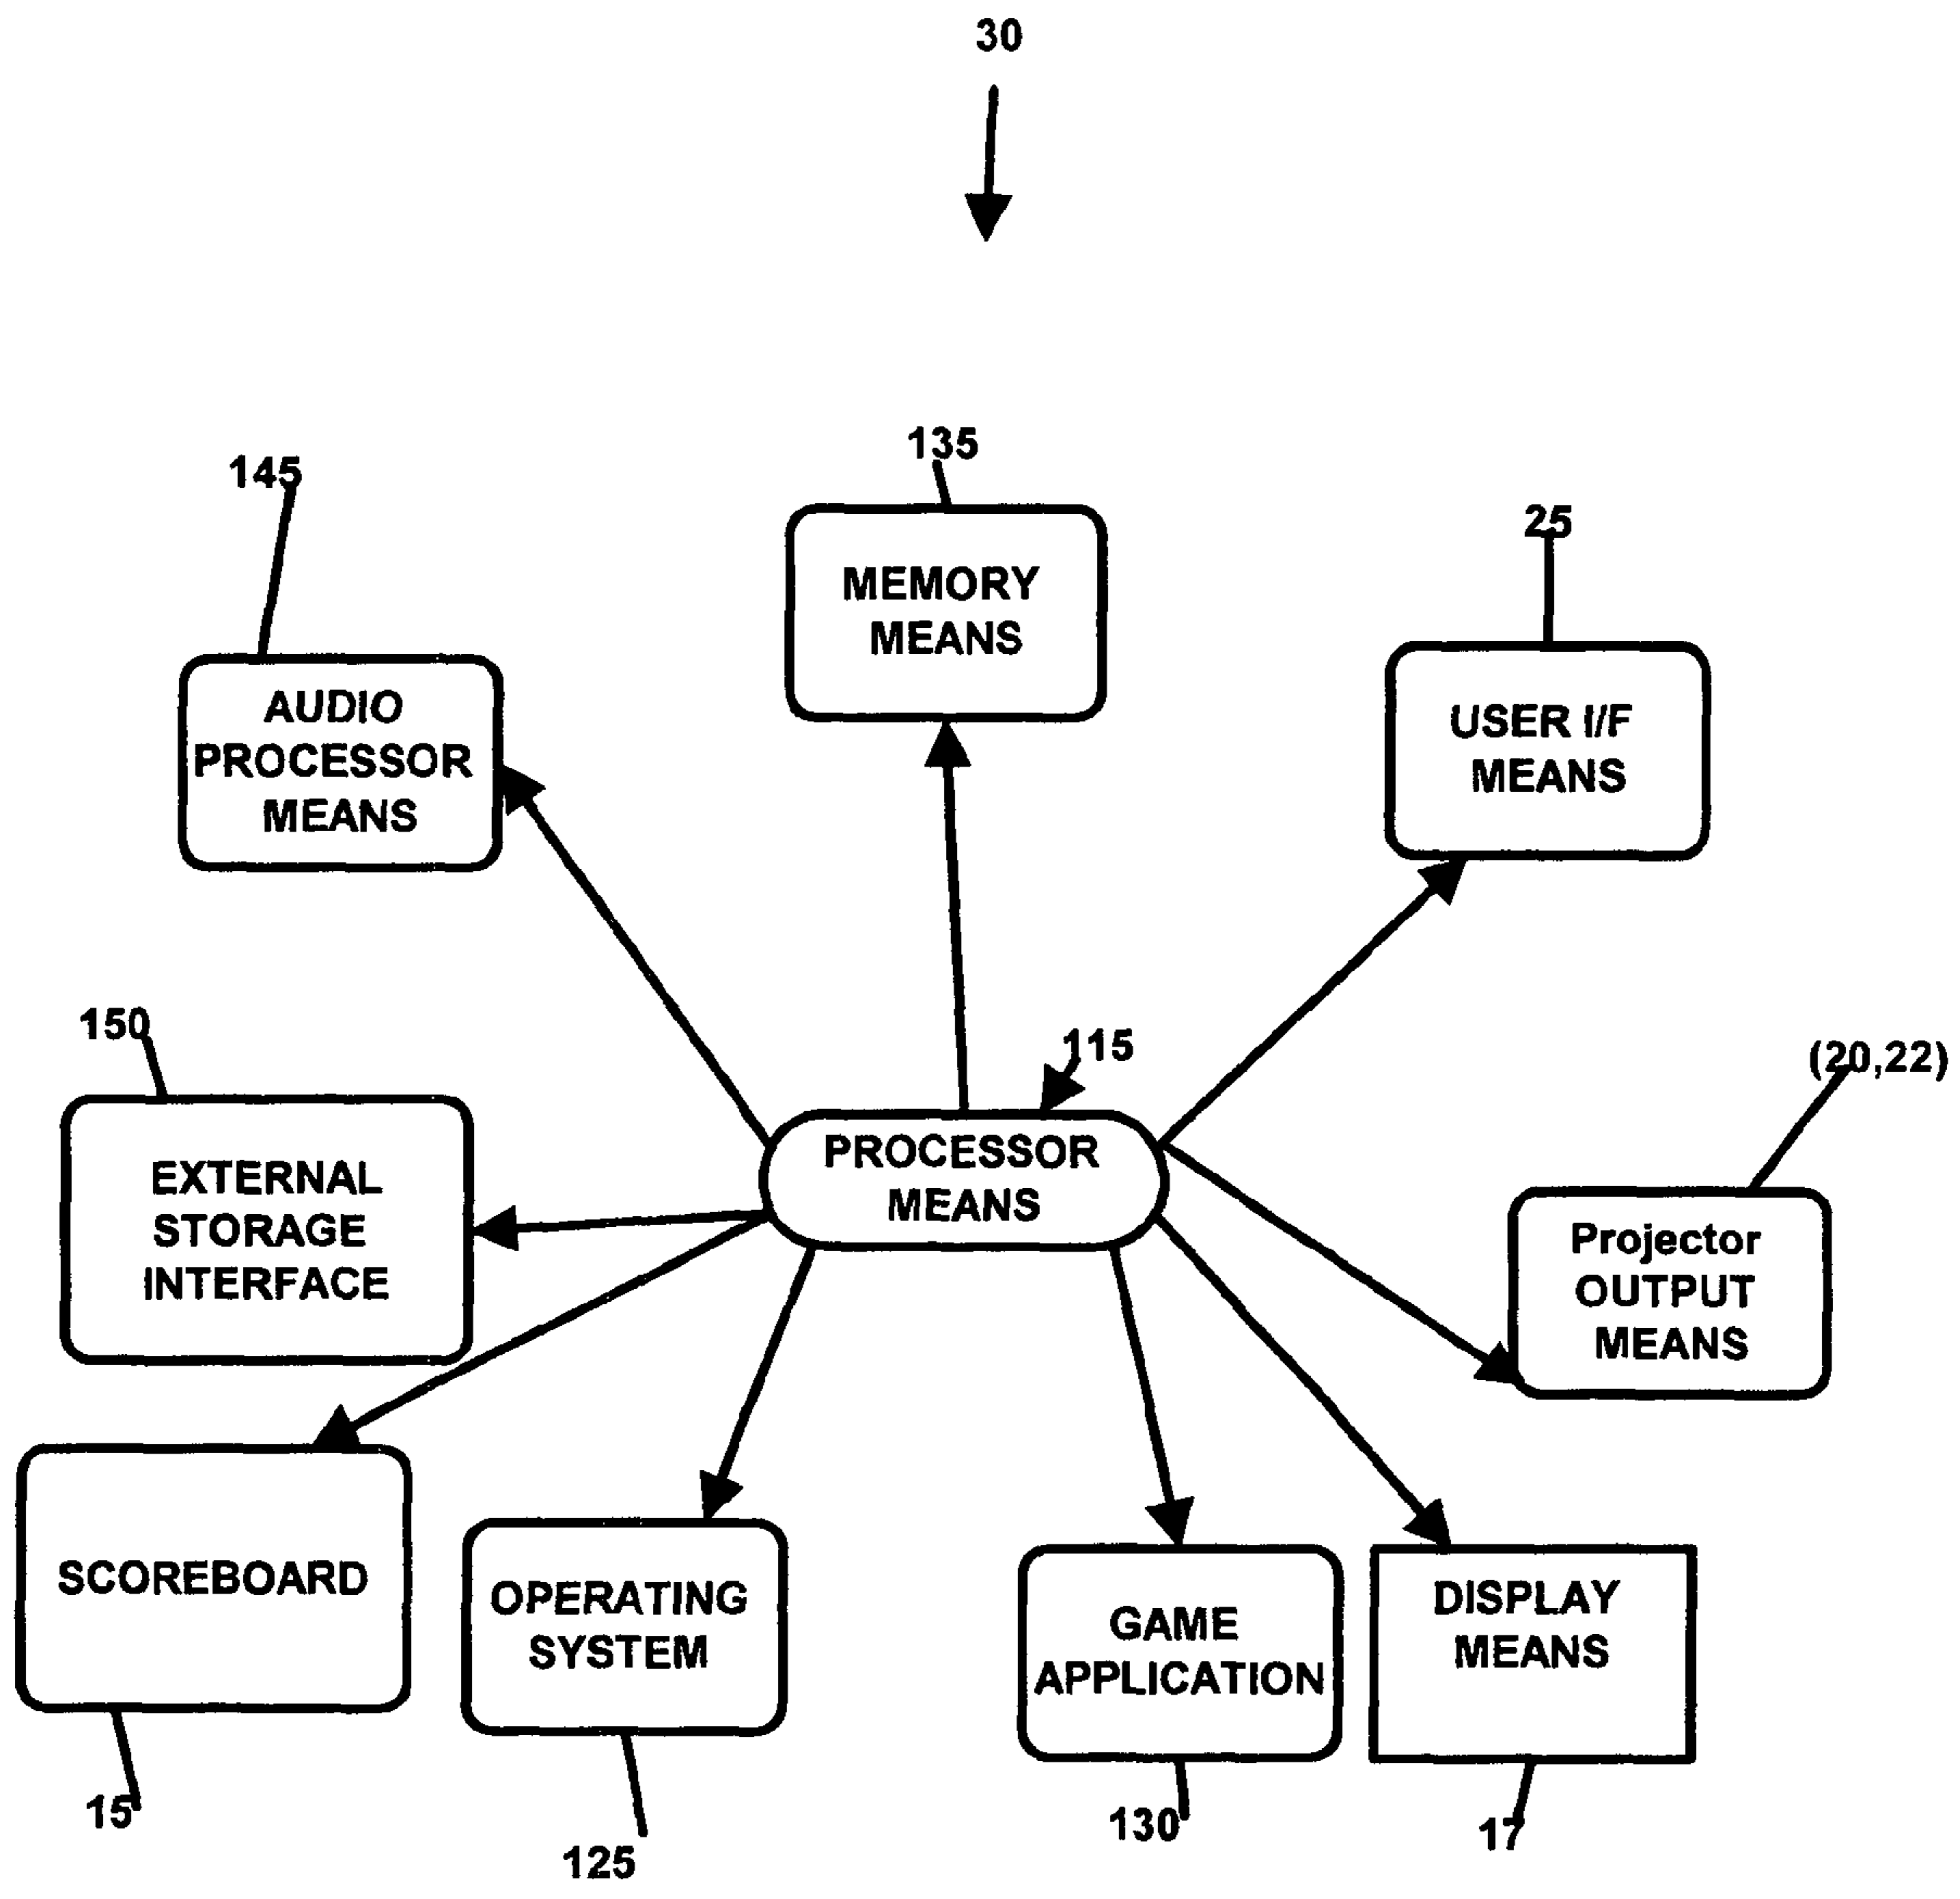 30
135
145
25
MEMORY
MEANS
AUDIO
PROCESSOR
MEANS
USER I/F
MEANS
150
115
(20,22)
EXTERNAL
STORAGE
INTERFACE
PROCESSOR
MEANS
Projector
OUTPUT
MEANS
SCOREBOARD
OPERATING
SYSTEM
GAME
APPLICATION
DISPLAY
MEANS
15
125
130
17